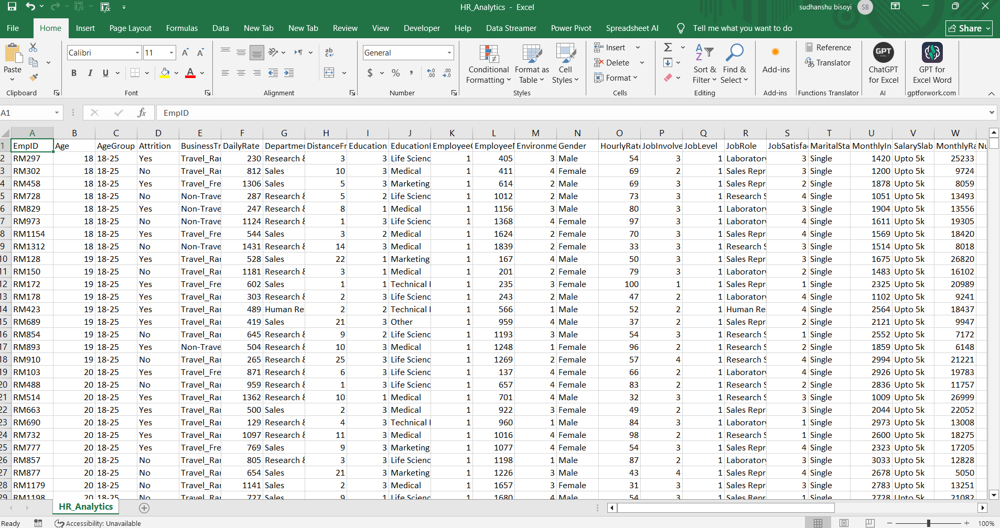 HR_Analytics - Excel
sudhanshu bisoyi SB
File Home Insert Page Layout Formulas Data New Tab New Tab Review View Developer Help Data Streamer Power Pivot Spreadsheet AI Tell me what you want to do Share
Calibri 11 General Insert Reference
Delete Translator
Paste Conditional Formatting Format as Table Cell Styles Format Sort & Filter Find & Select Add-ins ChatGPT for Excel GPT for Excel Word
Clipboard Font Alignment Number Styles Cells Editing Add-ins Functions Translator AI gptforwork.com
A1 fx EmpID
A B C D E F G H I J K L M N O P Q R S T U V W
1 EmpID Age AgeGroup Attrition BusinessTr DailyRate Departmen DistanceFr Education EducationI Employee( EmployeeN Environme Gender HourlyRate JobInvolve JobLevel JobRole JobSatisfac MaritalSta MonthlyIn SalarySlab MonthlyRa Nu
2 RM297 18 18-25 Yes Travel_Rar 230 Research & 3 3 Life Scienc 1 405 3 Male 54 3 1 Laboratory 3 Single 1420 Upto 5k 25233
3 RM302 18 18-25 No Travel_Rar 812 Sales 10 3 Medical 1 411 4 Female 69 2 1 Sales Repr 3 Single 1200 Upto 5k 9724
4 RM458 18 18-25 Yes Travel_Fre 1306 Sales 5 3 Marketing 1 614 2 Male 69 3 1 Sales Repr 2 Single 1878 Upto 5k 8059
5 RM728 18 18-25 No Non-Trave 287 Research & 5 2 Life Scienc 1 1012 2 Male 73 3 1 Research S 4 Single 1051 Upto 5k 13493
6 RM829 18 18-25 Yes Non-Trave 247 Research & 8 1 Medical 1 1156 3 Male 80 3 1 Laboratory 3 Single 1904 Upto 5k 13556
7 RM973 18 18-25 No Non-Trave 1124 Research & 1 3 Life Scienc 1 1368 4 Female 97 3 1 Laboratory 4 Single 1611 Upto 5k 19305
8 RM1154 18 18-25 Yes Travel_Fre 544 Sales 3 2 Medical 1 1624 2 Female 70 3 1 Sales Repr 4 Single 1569 Upto 5k 18420
9 RM1312 18 18-25 No Non-Trave 1431 Research & 14 3 Medical 1 1839 2 Female 33 3 1 Research S 3 Single 1514 Upto 5k 8018
10 RM128 19 18-25 Yes Travel_Rar 528 Sales 22 1 Marketing 1 167 4 Male 50 3 1 Sales Repr 3 Single 1675 Upto 5k 26820
11 RM150 19 18-25 No Travel_Rar 1181 Research & 3 1 Medical 1 201 2 Female 79 3 1 Laboratory 2 Single 1483 Upto 5k 16102
12 RM172 19 18-25 Yes Travel_Fre 602 Sales 1 1 Technical I 1 235 3 Female 100 1 1 Sales Repr 1 Single 2325 Upto 5k 20989
13 RM178 19 18-25 Yes Travel_Rar 303 Research & 2 3 Life Scienc 1 243 2 Male 47 2 1 Laboratory 4 Single 1102 Upto 5k 9241
14 RM423 19 18-25 Yes Travel_Rar 489 Human Re 2 2 Technical I 1 566 1 Male 52 2 1 Human Re 4 Single 2564 Upto 5k 18437
15 RM689 19 18-25 Yes Travel_Rar 419 Sales 21 3 Other 1 959 4 Male 37 2 1 Sales Repr 2 Single 2121 Upto 5k 9947
16 RM854 19 18-25 No Travel_Rar 645 Research & 9 2 Life Scienc 1 1193 3 Male 54 3 1 Research S 1 Single 2552 Upto 5k 7172
17 RM893 19 18-25 Yes Non-Trave 504 Research & 10 3 Medical 1 1248 1 Female 96 2 1 Research S 2 Single 1859 Upto 5k 6148
18 RM910 19 18-25 No Travel_Rar 265 Research & 25 3 Life Scienc 1 1269 2 Female 57 4 1 Research S 4 Single 2994 Upto 5k 21221
19 RM103 20 18-25 Yes Travel_Fre 871 Research & 6 3 Life Scienc 1 137 4 Female 66 2 1 Laboratory 4 Single 2926 Upto 5k 19783
20 RM488 20 18-25 No Travel_Rar 959 Research & 1 3 Life Scienc 1 657 4 Female 83 2 1 Research S 2 Single 2836 Upto 5k 11757
21 RM514 20 18-25 Yes Travel_Rar 1362 Research & 10 1 Medical 1 701 4 Male 32 3 1 Research S 3 Single 1009 Upto 5k 26999
22 RM663 20 18-25 Yes Travel_Rar 500 Sales 2 3 Medical 1 922 3 Female 49 2 1 Sales Repr 3 Single 2044 Upto 5k 22052
23 RM690 20 18-25 Yes Travel_Rar 129 Research & 4 3 Technical I 1 960 1 Male 84 3 1 Laboratory 1 Single 2973 Upto 5k 13008
24 RM732 20 18-25 Yes Travel_Rar 1097 Research & 11 3 Medical 1 1016 4 Female 98 2 1 Research S 1 Single 2600 Upto 5k 18275
25 RM777 20 18-25 Yes Travel_Fre 769 Sales 9 3 Marketing 1 1077 4 Female 54 3 1 Sales Repr 4 Single 2323 Upto 5k 17205
26 RM857 20 18-25 No Travel_Rar 805 Research & 3 3 Life Scienc 1 1198 1 Male 87 2 1 Laboratory 3 Single 3033 Upto 5k 12828
27 RM877 20 18-25 No Travel_Rar 654 Sales 21 3 Marketing 1 1226 3 Male 43 4 1 Sales Repr 4 Single 2678 Upto 5k 5050
28 RM1179 20 18-25 No Travel_Rar 1141 Sales 2 3 Medical 1 1657 3 Female 31 3 1 Sales Repr 3 Single 2783 Upto 5k 13251
29 RM1198 20 18-25 No Travel_Rar 727 Sales 9 1 Life Scienc 1 1680 4 Male 54 3 1 Sales Repr 1 Single 2728 Upto 5k 21082
HR_Analytics
Ready Accessibility: Unavailable 100%